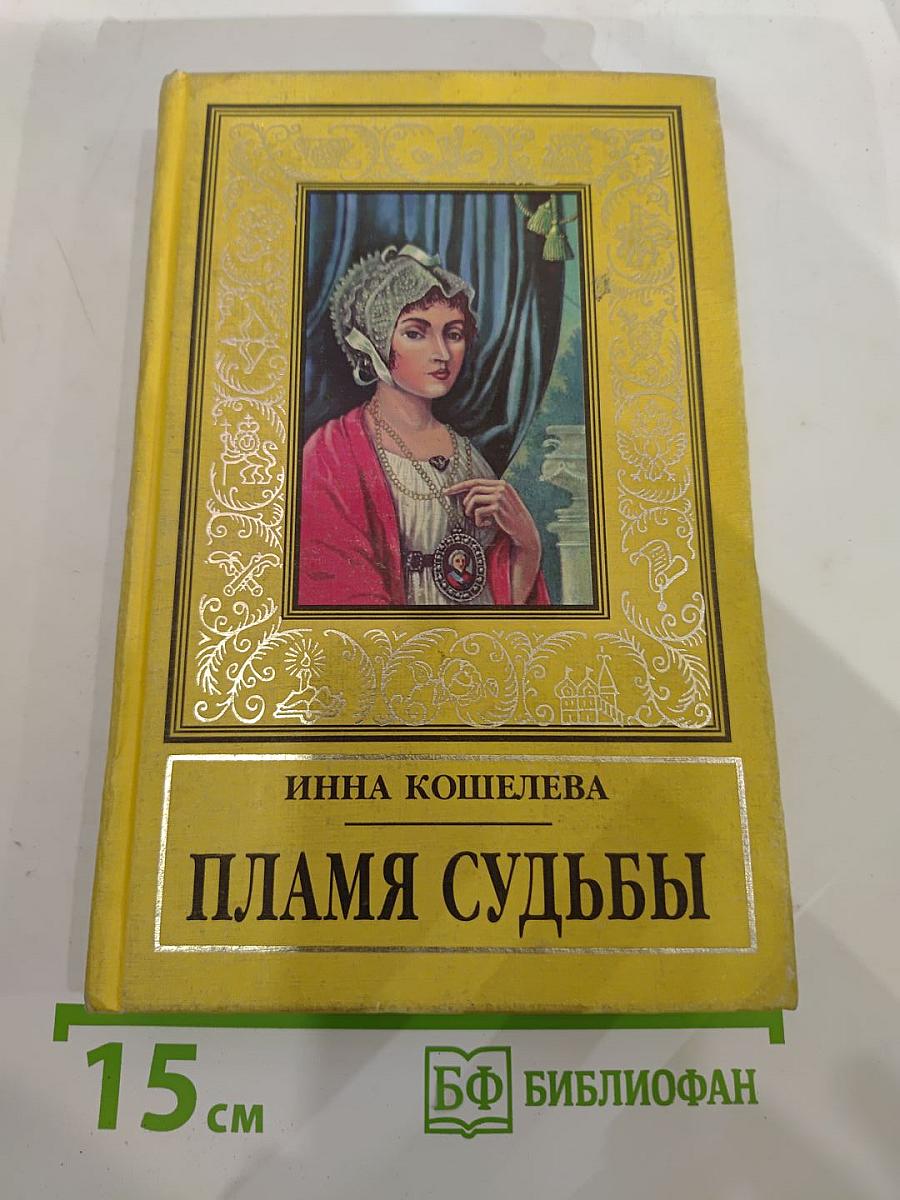 ИННА КОШЕЛЕВА
ПЛАМЯ СУДЬБЫ
15 см
БФ БИБЛИОФАН